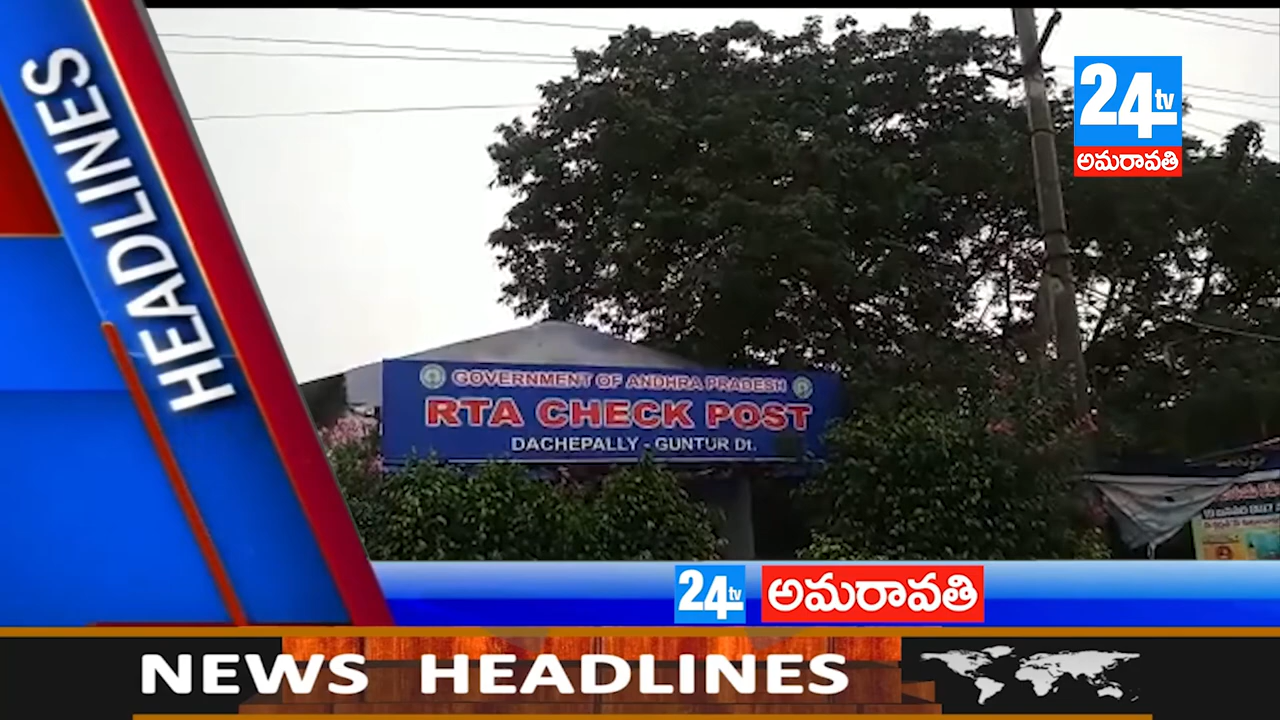 HEADLINES
24tv
అమరావతి
GOVERNMENT OF ANDHRA PRADESH
RTA CHECK POST
DACHEPALLY - GUNTUR Dt.
24tv అమరావతి
NEWS HEADLINES